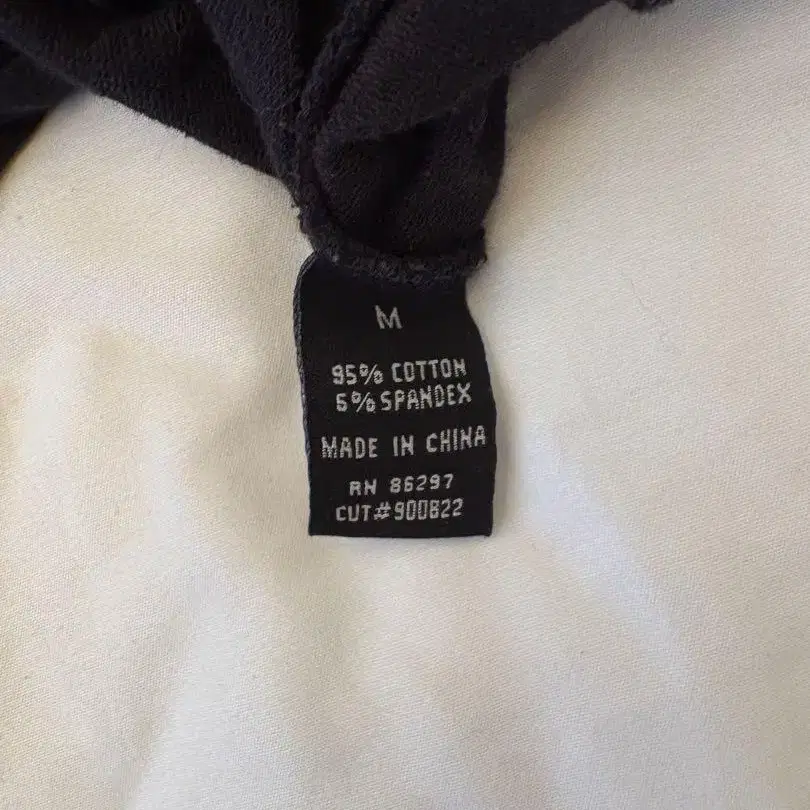 M
95% COTTON
5% SPANDEX
MADE IN CHINA
RN 86297
CUT#900822